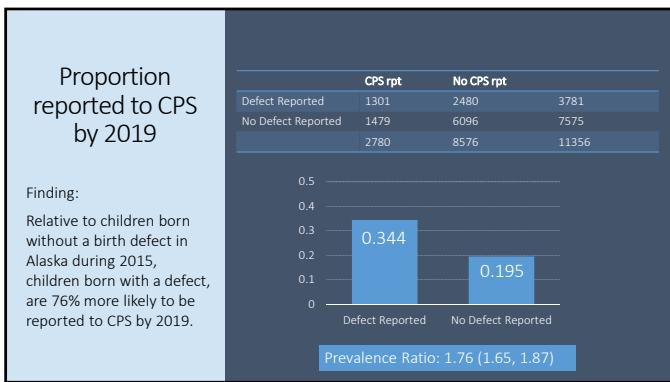 Proportion
reported to CPS
by 2019
Finding:
Relative to children born
without a birth defect in
Alaska during 2015,
children born with a defect,
are 76% more likely to be
reported to CPS by 2019.
CPS rpt No CPS rpt
Defect Reported 1301 2480 3781
No Defect Reported 1479 6096 7575
2780 8576 11356
0.5
0.4
0.3
0.2
0.1
0
0.344
0.195
Defect Reported No Defect Reported
Prevalence Ratio: 1.76 (1.65, 1.87)